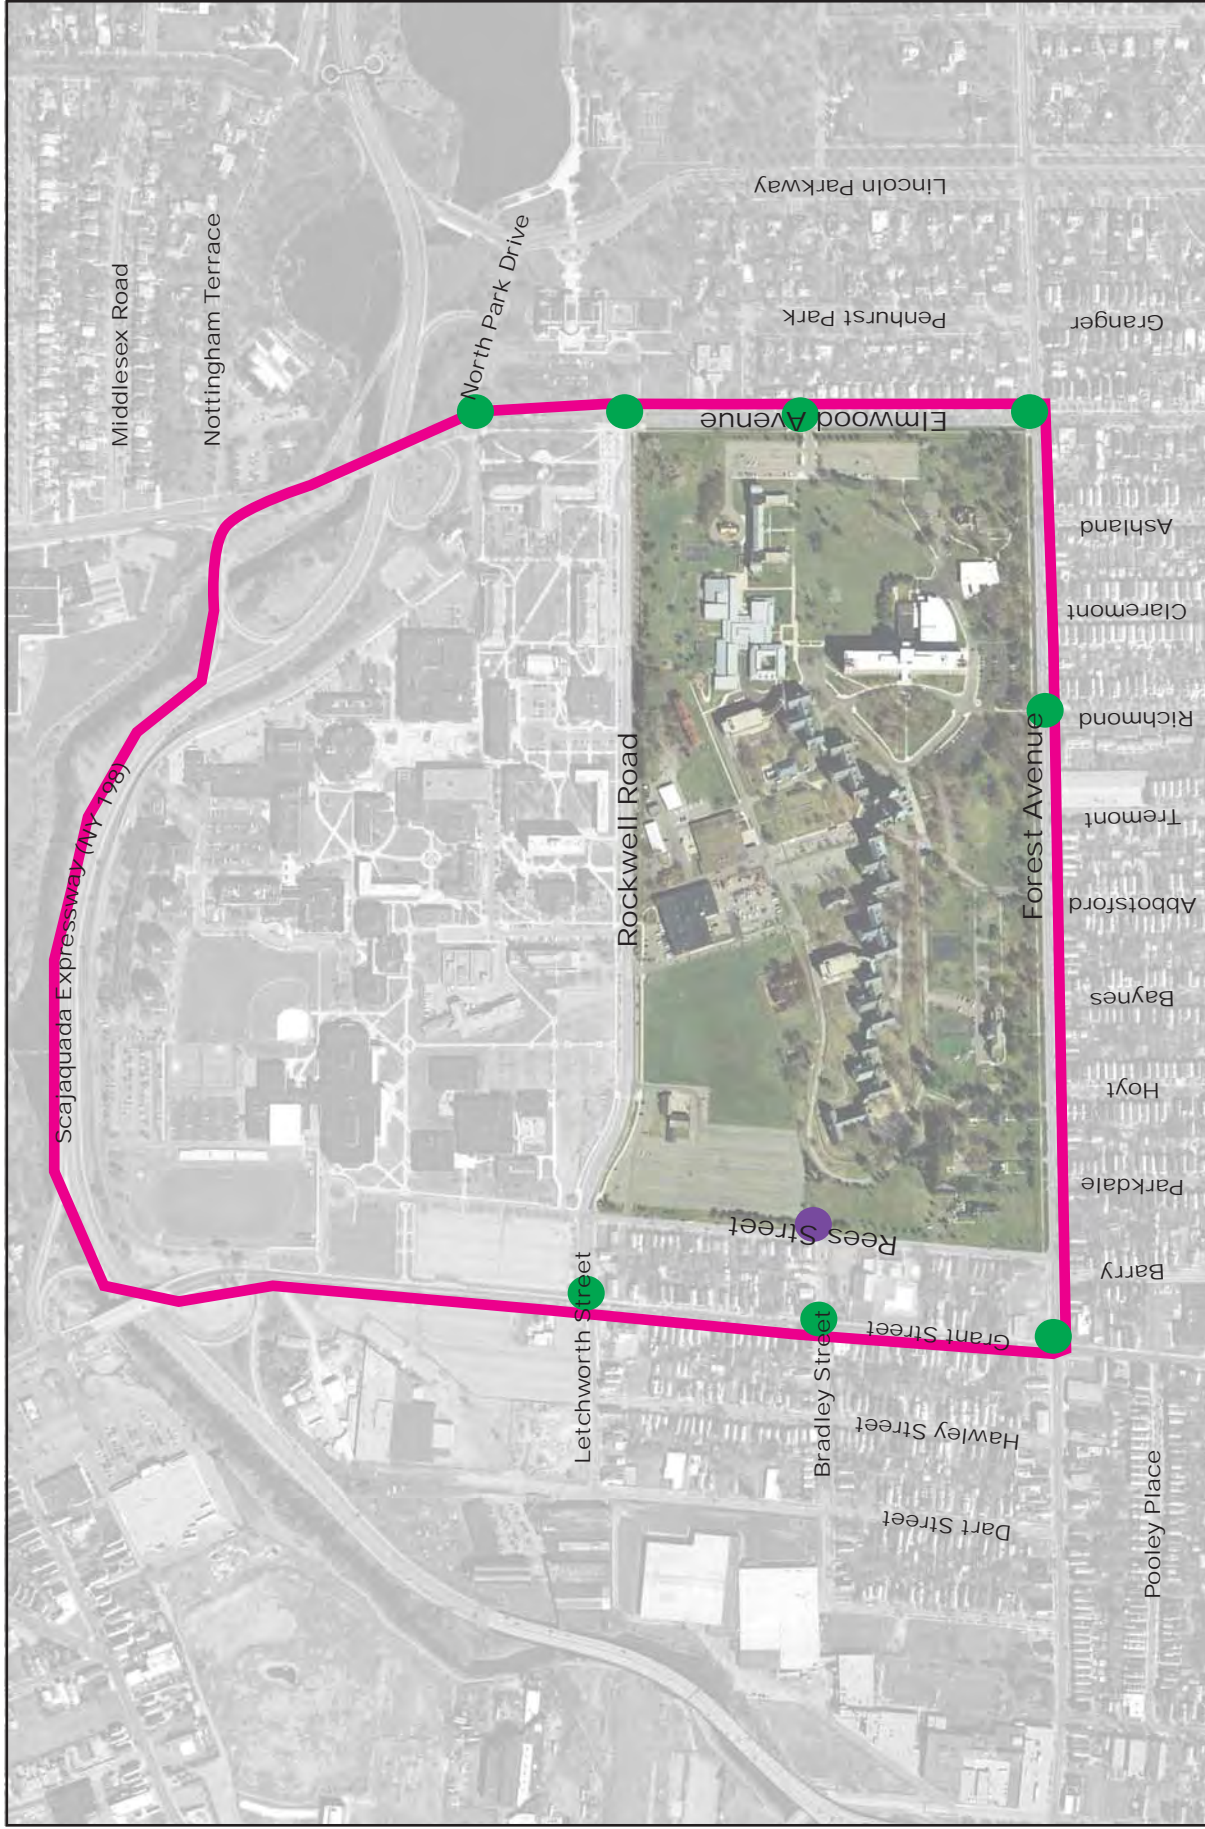 Middlesex Road
Nottingham Terrace
North Park Drive
Lincoln Parkway
Penhurst Park
Granger
Elmwood Avenue
Ashland
Claremont
Richmond
Tremont
Abbotsford
Baynes
Hoyt
Parkdale
Barry
Forest Avenue
Rockwell Road
Scajaquada Expressway (NY 198)
Rees Street
Letchworth Street
Grant Street
Bradley Street
Hawley Street
Dart Street
Pooley Place